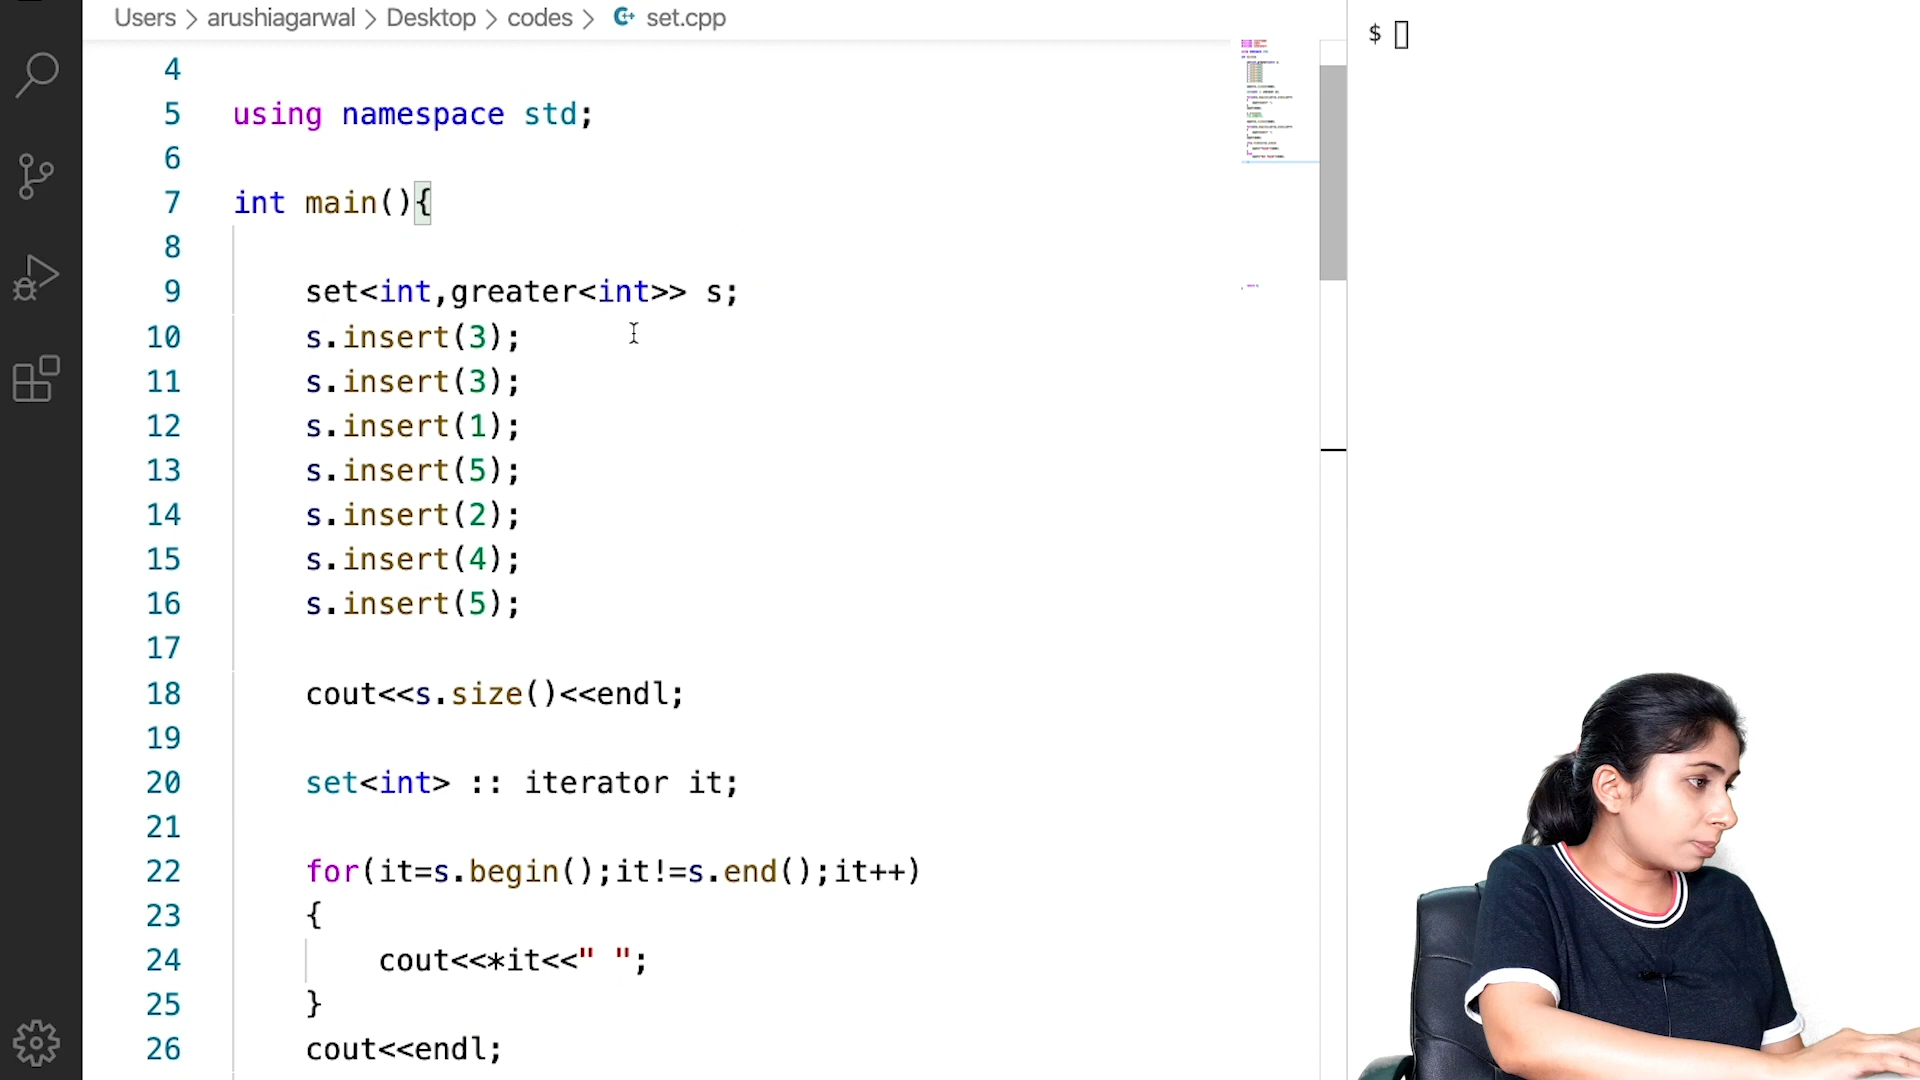 Users > arushiagarwal > Desktop > codes > C++ set.cpp
$
4
5 using namespace std;
6
7 int main(){
8
9 set<int,greater<int>> s;
10 s.insert(3);
11 s.insert(3);
12 s.insert(1);
13 s.insert(5);
14 s.insert(2);
15 s.insert(4);
16 s.insert(5);
17
18 cout<<s.size()<<endl;
19
20 set<int> :: iterator it;
21
22 for(it=s.begin();it!=s.end();it++)
23 {
24 cout<<*it<<" ";
25 }
26 cout<<endl;